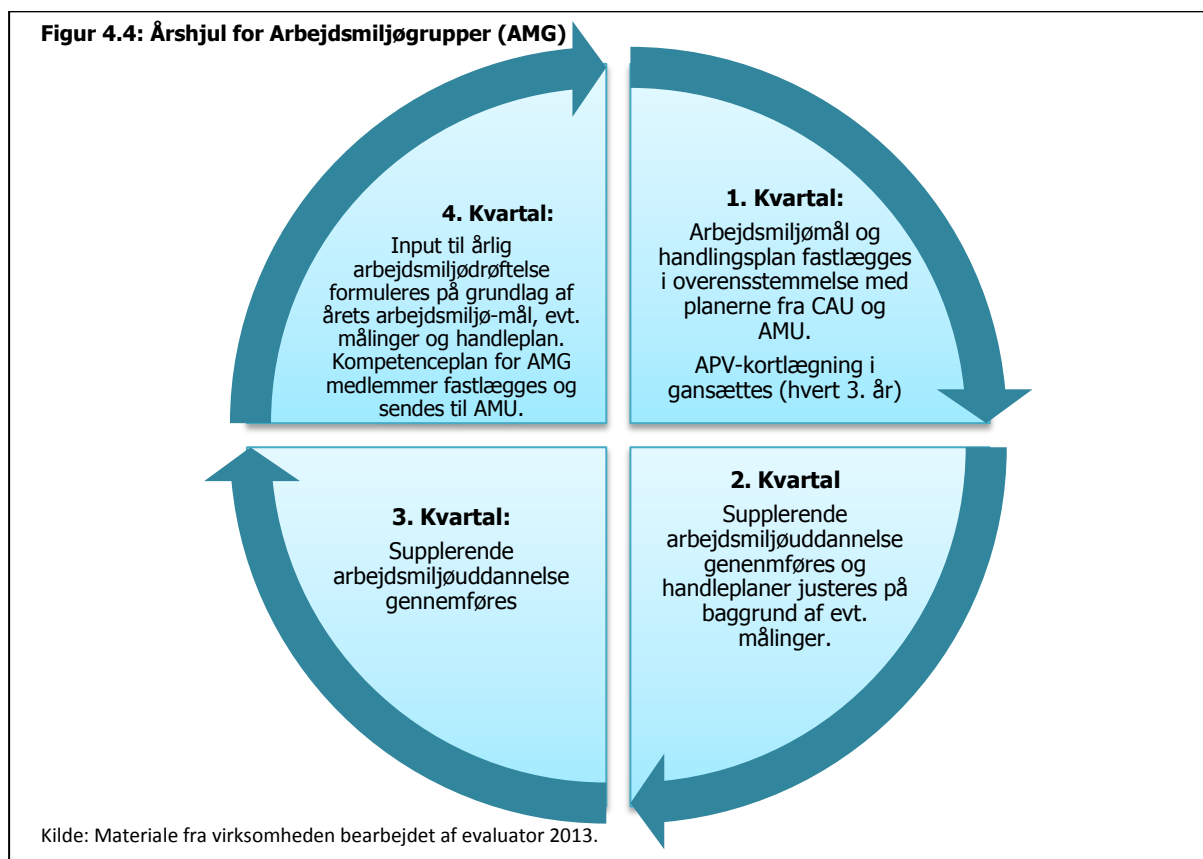 Figur 4.4: Årshjul for Arbejdsmiljøgrupper (AMG)
1. Kvartal:
Arbejdsmiljømål og
handlingsplan fastlægges
i overensstemmelse med
planerne fra CAU og
AMU.
APV-kortlægning i
gansættes (hvert 3. år)
2. Kvartal
Supplerende
arbejdsmiljøuddannelse
genenmføres og
handleplaner justeres på
baggrund af evt.
målinger.
3. Kvartal:
Supplerende
arbejdsmiljøuddannelse
gennemføres
4. Kvartal:
Input til årlig
arbejdsmiljødrøftelse
formuleres på grundlag af
årets arbejdsmiljø-mål, evt.
målinger og handleplan.
Kompetenceplan for AMG
medlemmer fastlægges og
sendes til AMU.
Kilde: Materiale fra virksomheden bearbejdet af evaluator 2013.